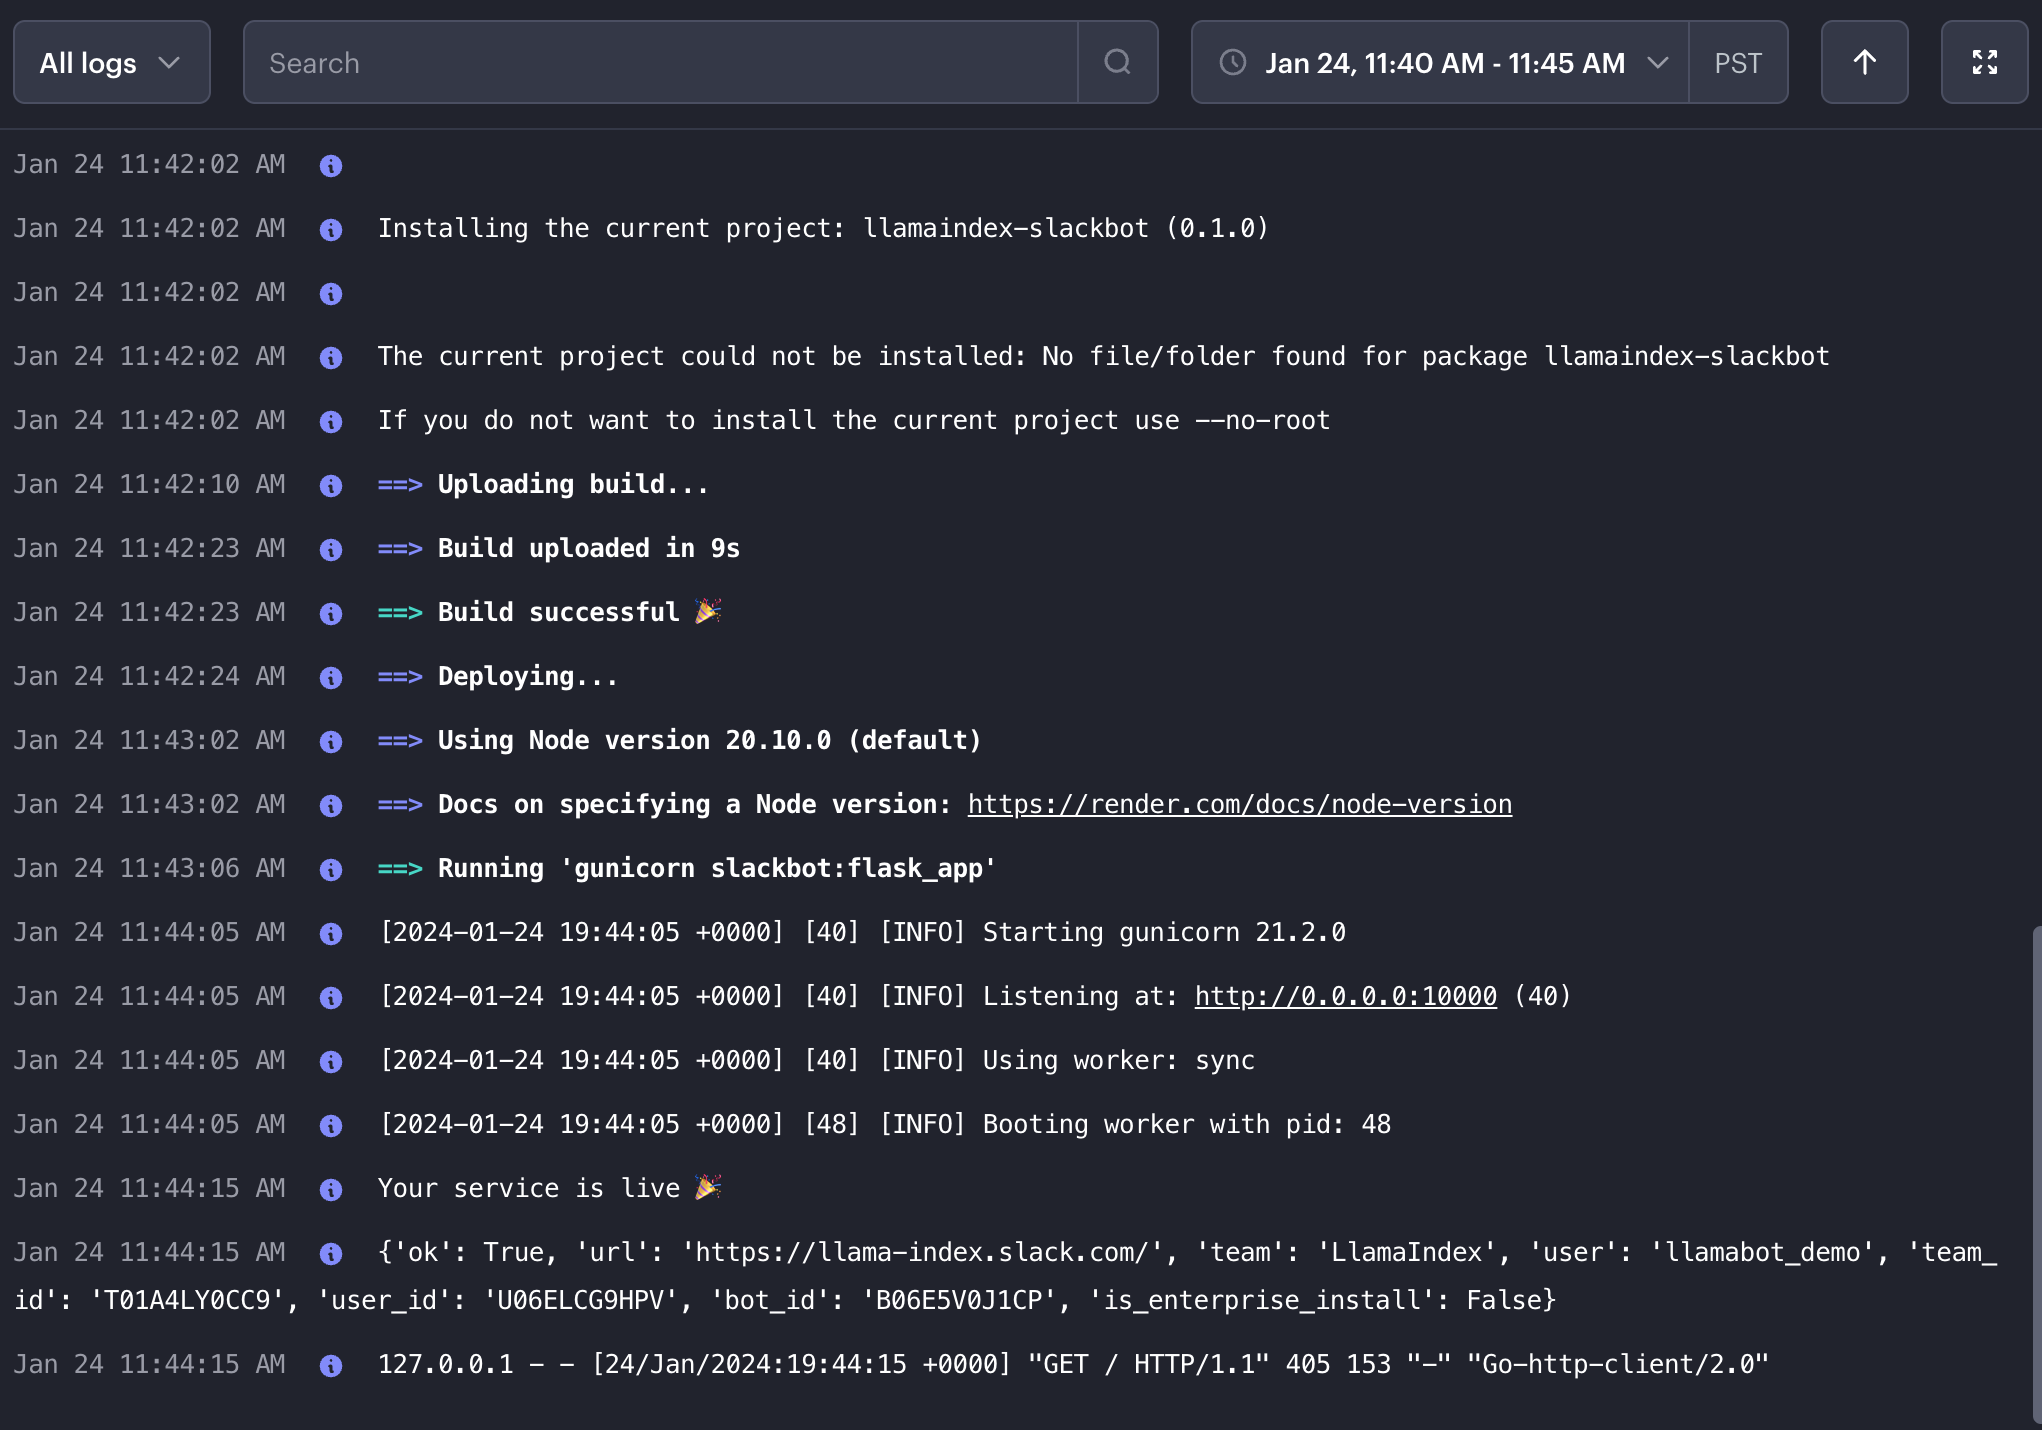 All logs
Search
Jan 24, 11:40 AM - 11:45 AM
PST
Jan 24 11:42:02 AM
Jan 24 11:42:02 AM Installing the current project: llamaindex-slackbot (0.1.0)
Jan 24 11:42:02 AM
Jan 24 11:42:02 AM The current project could not be installed: No file/folder found for package llamaindex-slackbot
Jan 24 11:42:02 AM If you do not want to install the current project use --no-root
Jan 24 11:42:10 AM ==> Uploading build...
Jan 24 11:42:23 AM ==> Build uploaded in 9s
Jan 24 11:42:23 AM ==> Build successful 🎉
Jan 24 11:42:24 AM ==> Deploying...
Jan 24 11:43:02 AM ==> Using Node version 20.10.0 (default)
Jan 24 11:43:02 AM ==> Docs on specifying a Node version: https://render.com/docs/node-version
Jan 24 11:43:06 AM ==> Running 'gunicorn slackbot:flask_app'
Jan 24 11:44:05 AM [2024-01-24 19:44:05 +0000] [40] [INFO] Starting gunicorn 21.2.0
Jan 24 11:44:05 AM [2024-01-24 19:44:05 +0000] [40] [INFO] Listening at: http://0.0.0.0:10000 (40)
Jan 24 11:44:05 AM [2024-01-24 19:44:05 +0000] [40] [INFO] Using worker: sync
Jan 24 11:44:05 AM [2024-01-24 19:44:05 +0000] [48] [INFO] Booting worker with pid: 48
Jan 24 11:44:15 AM Your service is live 🎉
Jan 24 11:44:15 AM {'ok': True, 'url': 'https://llama-index.slack.com/', 'team': 'LlamaIndex', 'user': 'llamabot_demo', 'team_
id': 'T01A4LY0CC9', 'user_id': 'U06ELCG9HPV', 'bot_id': 'B06E5V0J1CP', 'is_enterprise_install': False}
Jan 24 11:44:15 AM 127.0.0.1 - - [24/Jan/2024:19:44:15 +0000] "GET / HTTP/1.1" 405 153 "-" "Go-http-client/2.0"